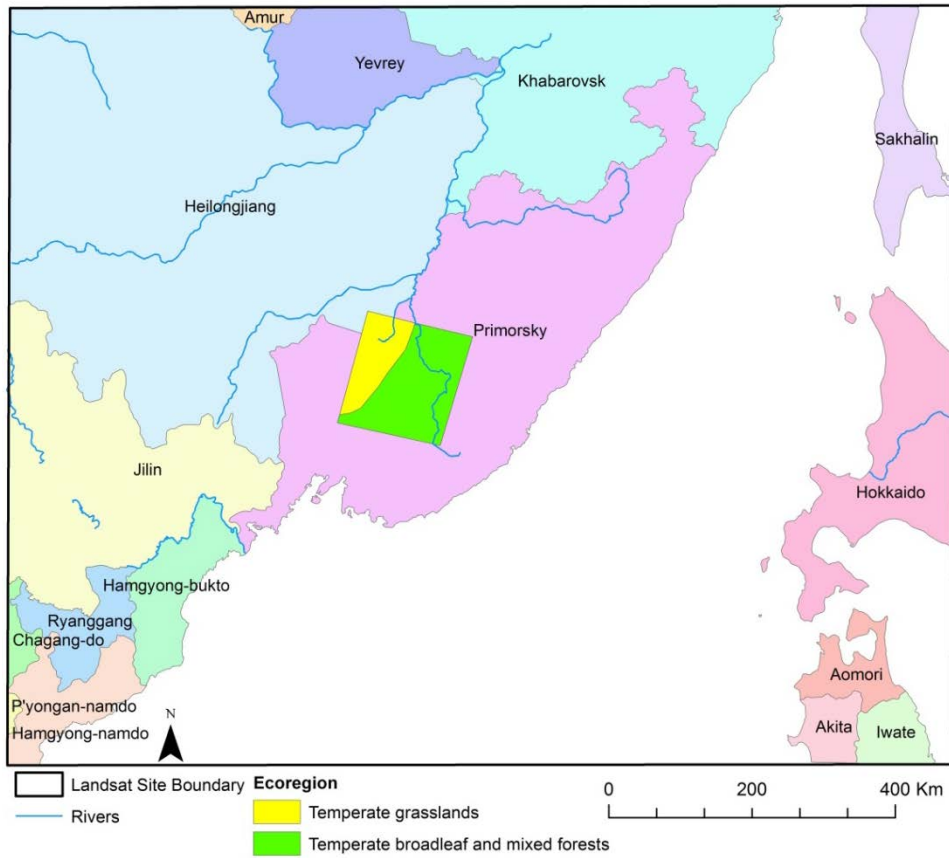 Amur
Yevrey
Khabarovsk
Sakhalin
Heilongjiang
Primorsky
Jilin
Hokkaido
Hamgyong-bukto
Ryanggang
Chagang-do
Aomori
P'yongan-namdo
Akita
Iwate
Hamgyong-namdo
N
Landsat Site Boundary
Rivers
Ecoregion
Temperate grasslands
Temperate broadleaf and mixed forests
0 200 400 Km